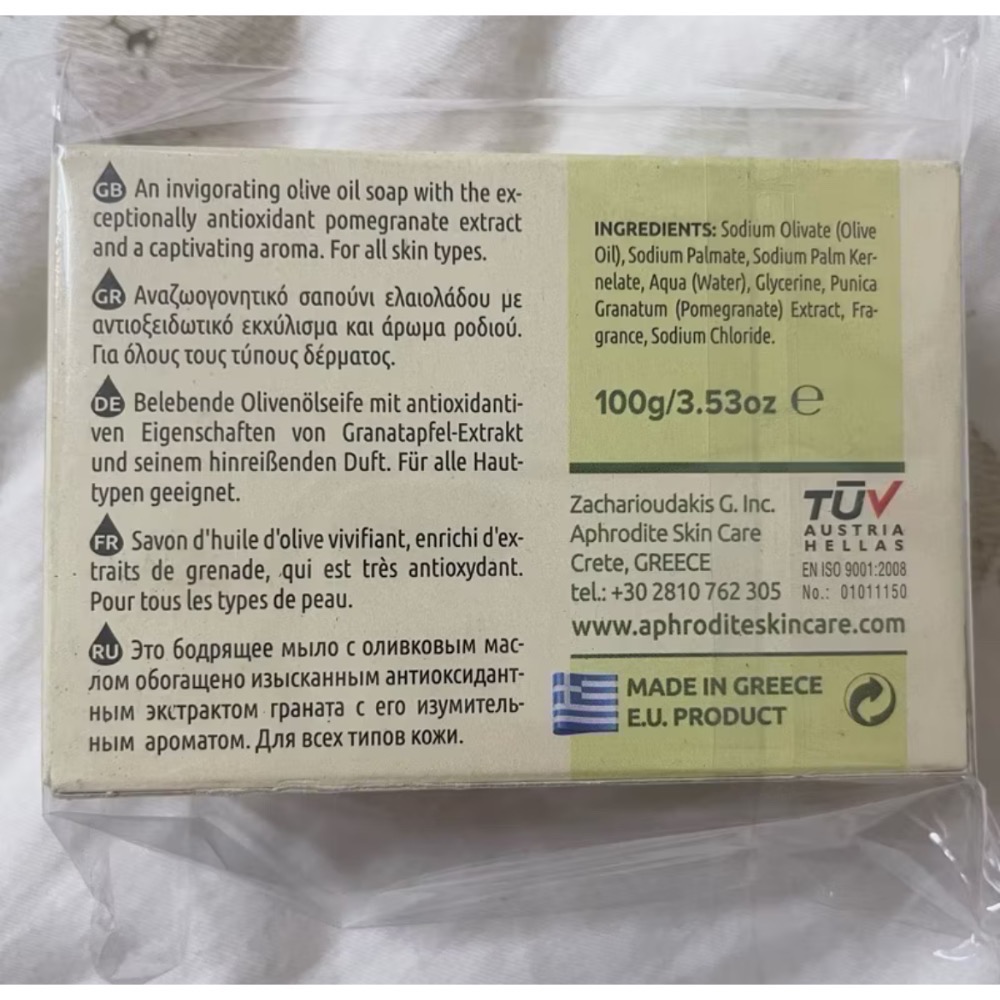 GB An invigorating olive oil soap with the ex-
ceptionally antioxidant pomegranate extract
and a captivating aroma. For all skin types.
GR Αναζωογονητικό σαπούνι ελαιολάδου με
αντιοξειδωτικό εκχύλισμα και άρωμα ροδιού.
Για όλους τους τύπους δέρματος.
DE Belebende Olivenölseife mit antioxidanti-
ven Eigenschaften von Granatapfel-Extrakt
und seinem hinreißenden Duft. Für alle Haut-
typen geeignet.
FR Savon d'huile d'olive vivifiant, enrichi d'ex-
traits de grenade, qui est très antioxydant.
Pour tous les types de peau.
RU Это бодрящее мыло с оливковым мас-
лом обогащено изысканным антиоксидант-
ным экстрактом граната с его изумитель-
ным ароматом. Для всех типов кожи.
INGREDIENTS: Sodium Olivate (Olive
Oil), Sodium Palmate, Sodium Palm Ker-
nelate, Aqua (Water), Glycerine, Punica
Granatum (Pomegranate) Extract, Fra-
grance, Sodium Chloride.
100g/3.53oz ℮
Zacharioudakis G. Inc.
Aphrodite Skin Care
Crete, GREECE
tel.: +30 2810 762 305
www.aphroditeskincare.com
TÜV
AUSTRIA
HELLAS
EN ISO 9001:2008
No.: 01011150
MADE IN GREECE
E.U. PRODUCT